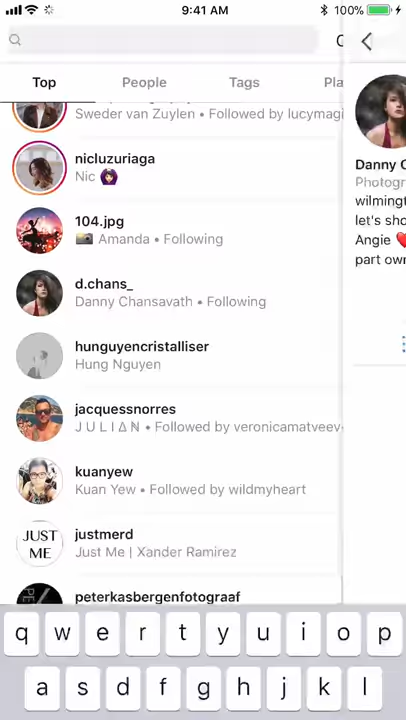 9:41 AM
100%
C
Top People Tags Pla
Sweder van Zuylen • Followed by lucymagi
nicluzuriaga
Nic 🙆🏻‍♀️
104.jpg
📷 Amanda • Following
d.chans_
Danny Chansavath • Following
hunguyencristalliser
Hung Nguyen
jacquessnorres
J U L I Δ ℕ • Followed by veronicamatveev
kuanyew
Kuan Yew • Followed by wildmyheart
JUST
ME
justmerd
Just Me | Xander Ramirez
peterkasbergenfotograaf
Danny C
Photogr
wilmingt
let's sho
Angie ❤️
part own
q w e r t y u i o p
a s d f g h j k l